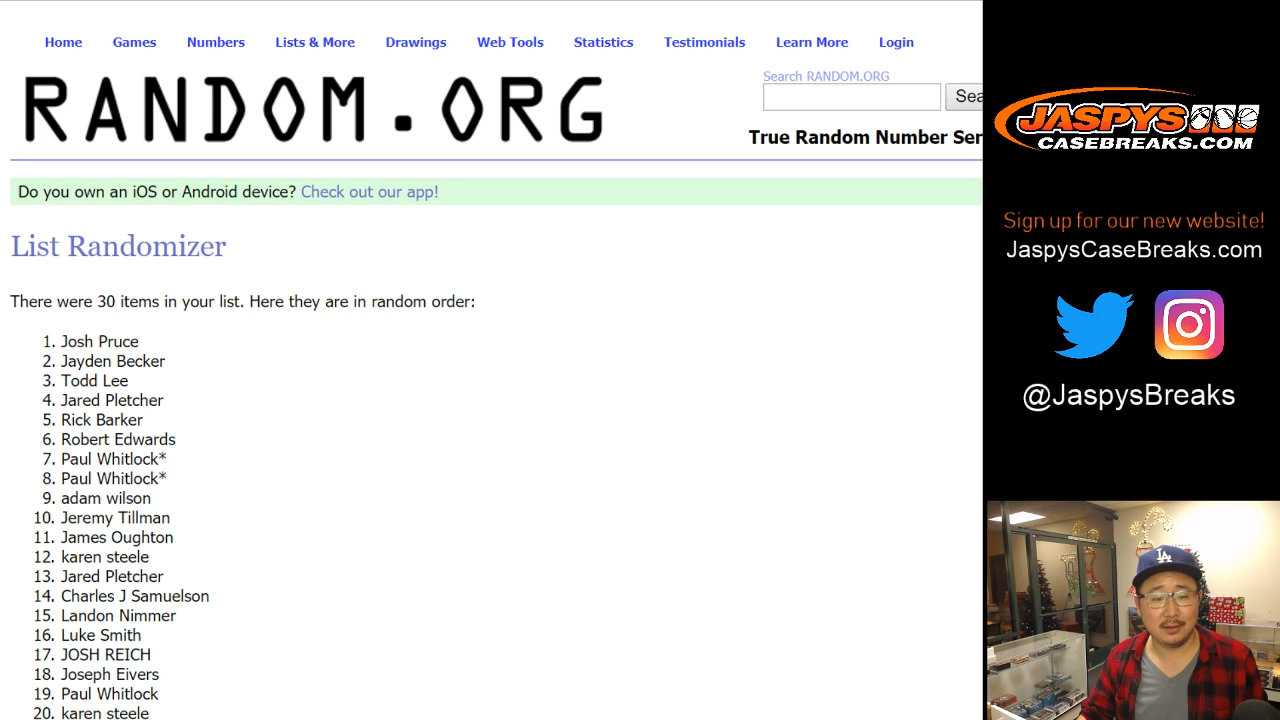 Home Games Numbers Lists & More Drawings Web Tools Statistics Testimonials Learn More Login
RANDOM.ORG
Search RANDOM.ORG
Sea
True Random Number Ser
Do you own an iOS or Android device? Check out our app!
List Randomizer
There were 30 items in your list. Here they are in random order:
1. Josh Pruce
2. Jayden Becker
3. Todd Lee
4. Jared Pletcher
5. Rick Barker
6. Robert Edwards
7. Paul Whitlock*
8. Paul Whitlock*
9. adam wilson
10. Jeremy Tillman
11. James Oughton
12. karen steele
13. Jared Pletcher
14. Charles J Samuelson
15. Landon Nimmer
16. Luke Smith
17. JOSH REICH
18. Joseph Eivers
19. Paul Whitlock
20. karen steele
JASPYS
CASEBREAKS.COM
Sign up for our new website!
JaspysCaseBreaks.com
@JaspysBreaks
LA